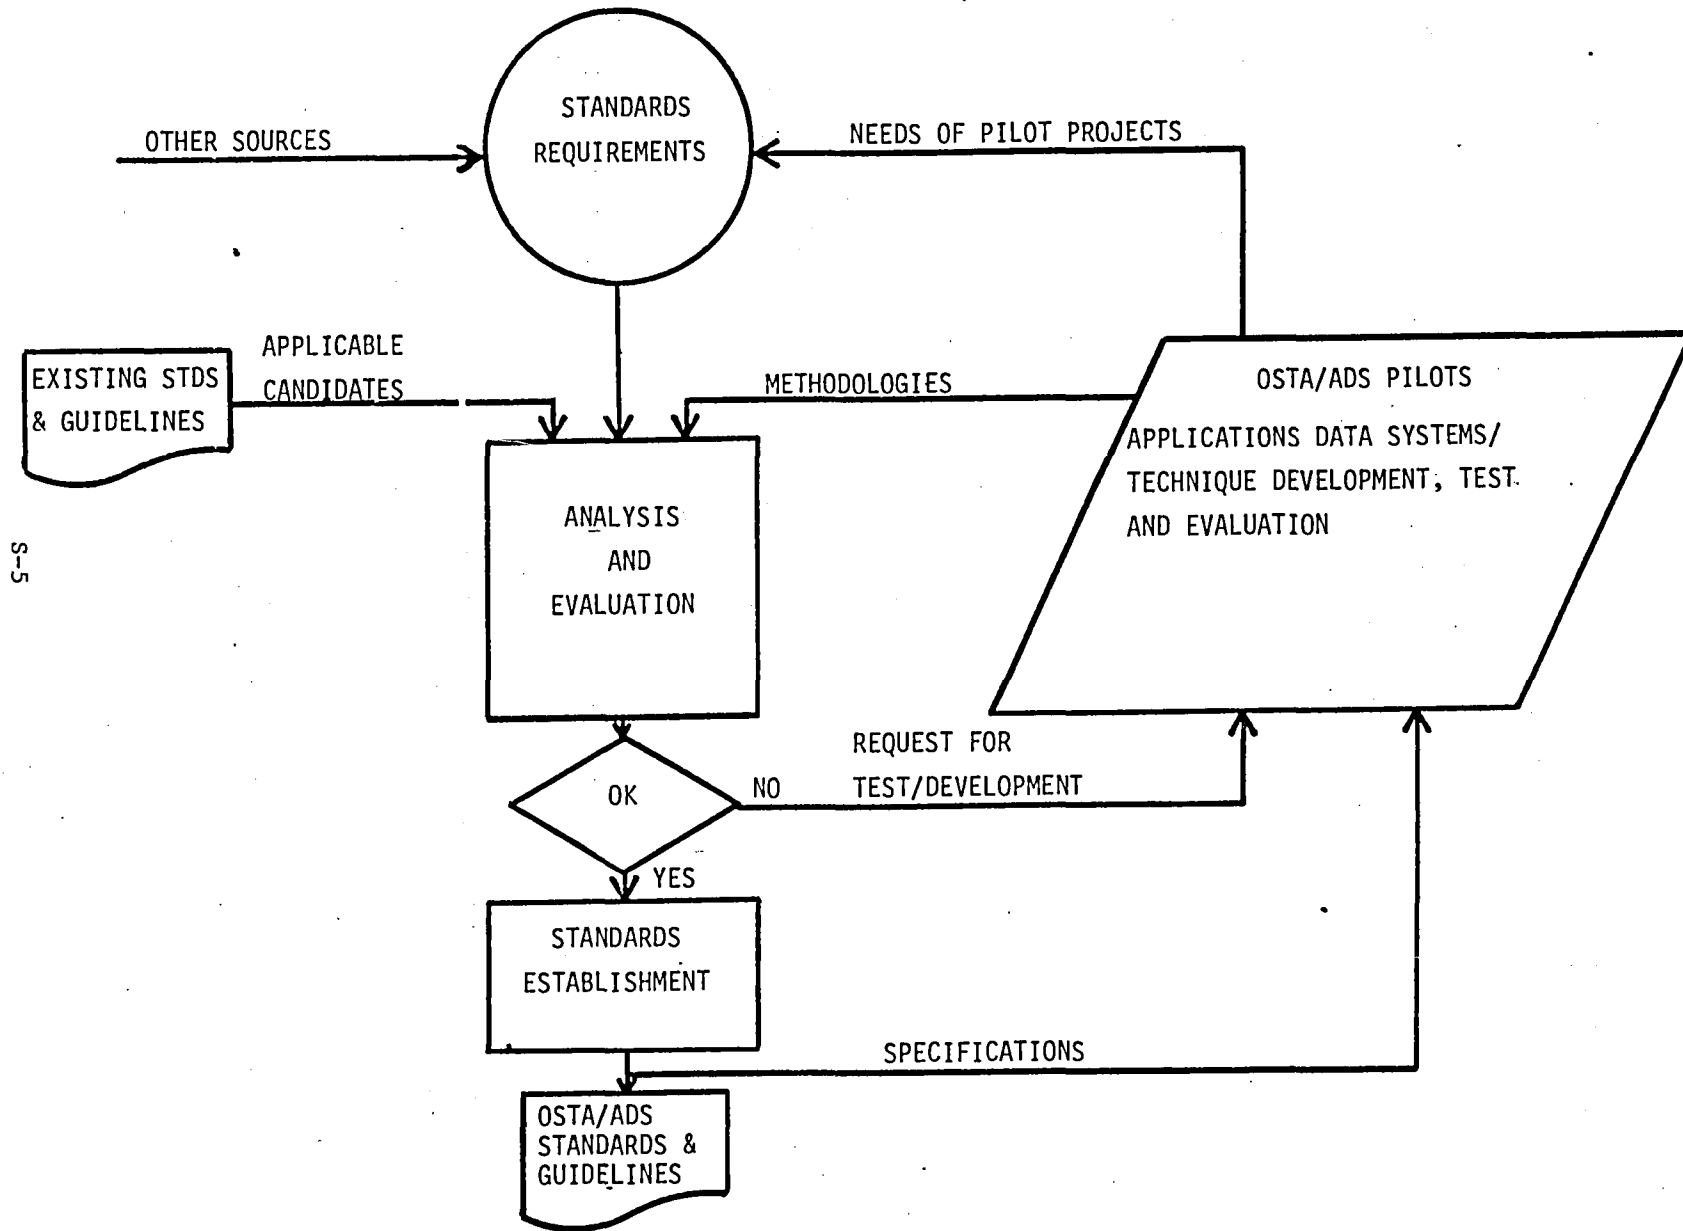 STANDARDS
REQUIREMENTS
OTHER SOURCES
NEEDS OF PILOT PROJECTS
EXISTING STDS
& GUIDELINES
APPLICABLE
CANDIDATES
METHODOLOGIES
OSTA/ADS PILOTS
APPLICATIONS DATA SYSTEMS/
TECHNIQUE DEVELOPMENT, TEST
AND EVALUATION
ANALYSIS
AND
EVALUATION
S-5
OK
NO
REQUEST FOR
TEST/DEVELOPMENT
YES
STANDARDS
ESTABLISHMENT
SPECIFICATIONS
OSTA/ADS
STANDARDS &
GUIDELINES